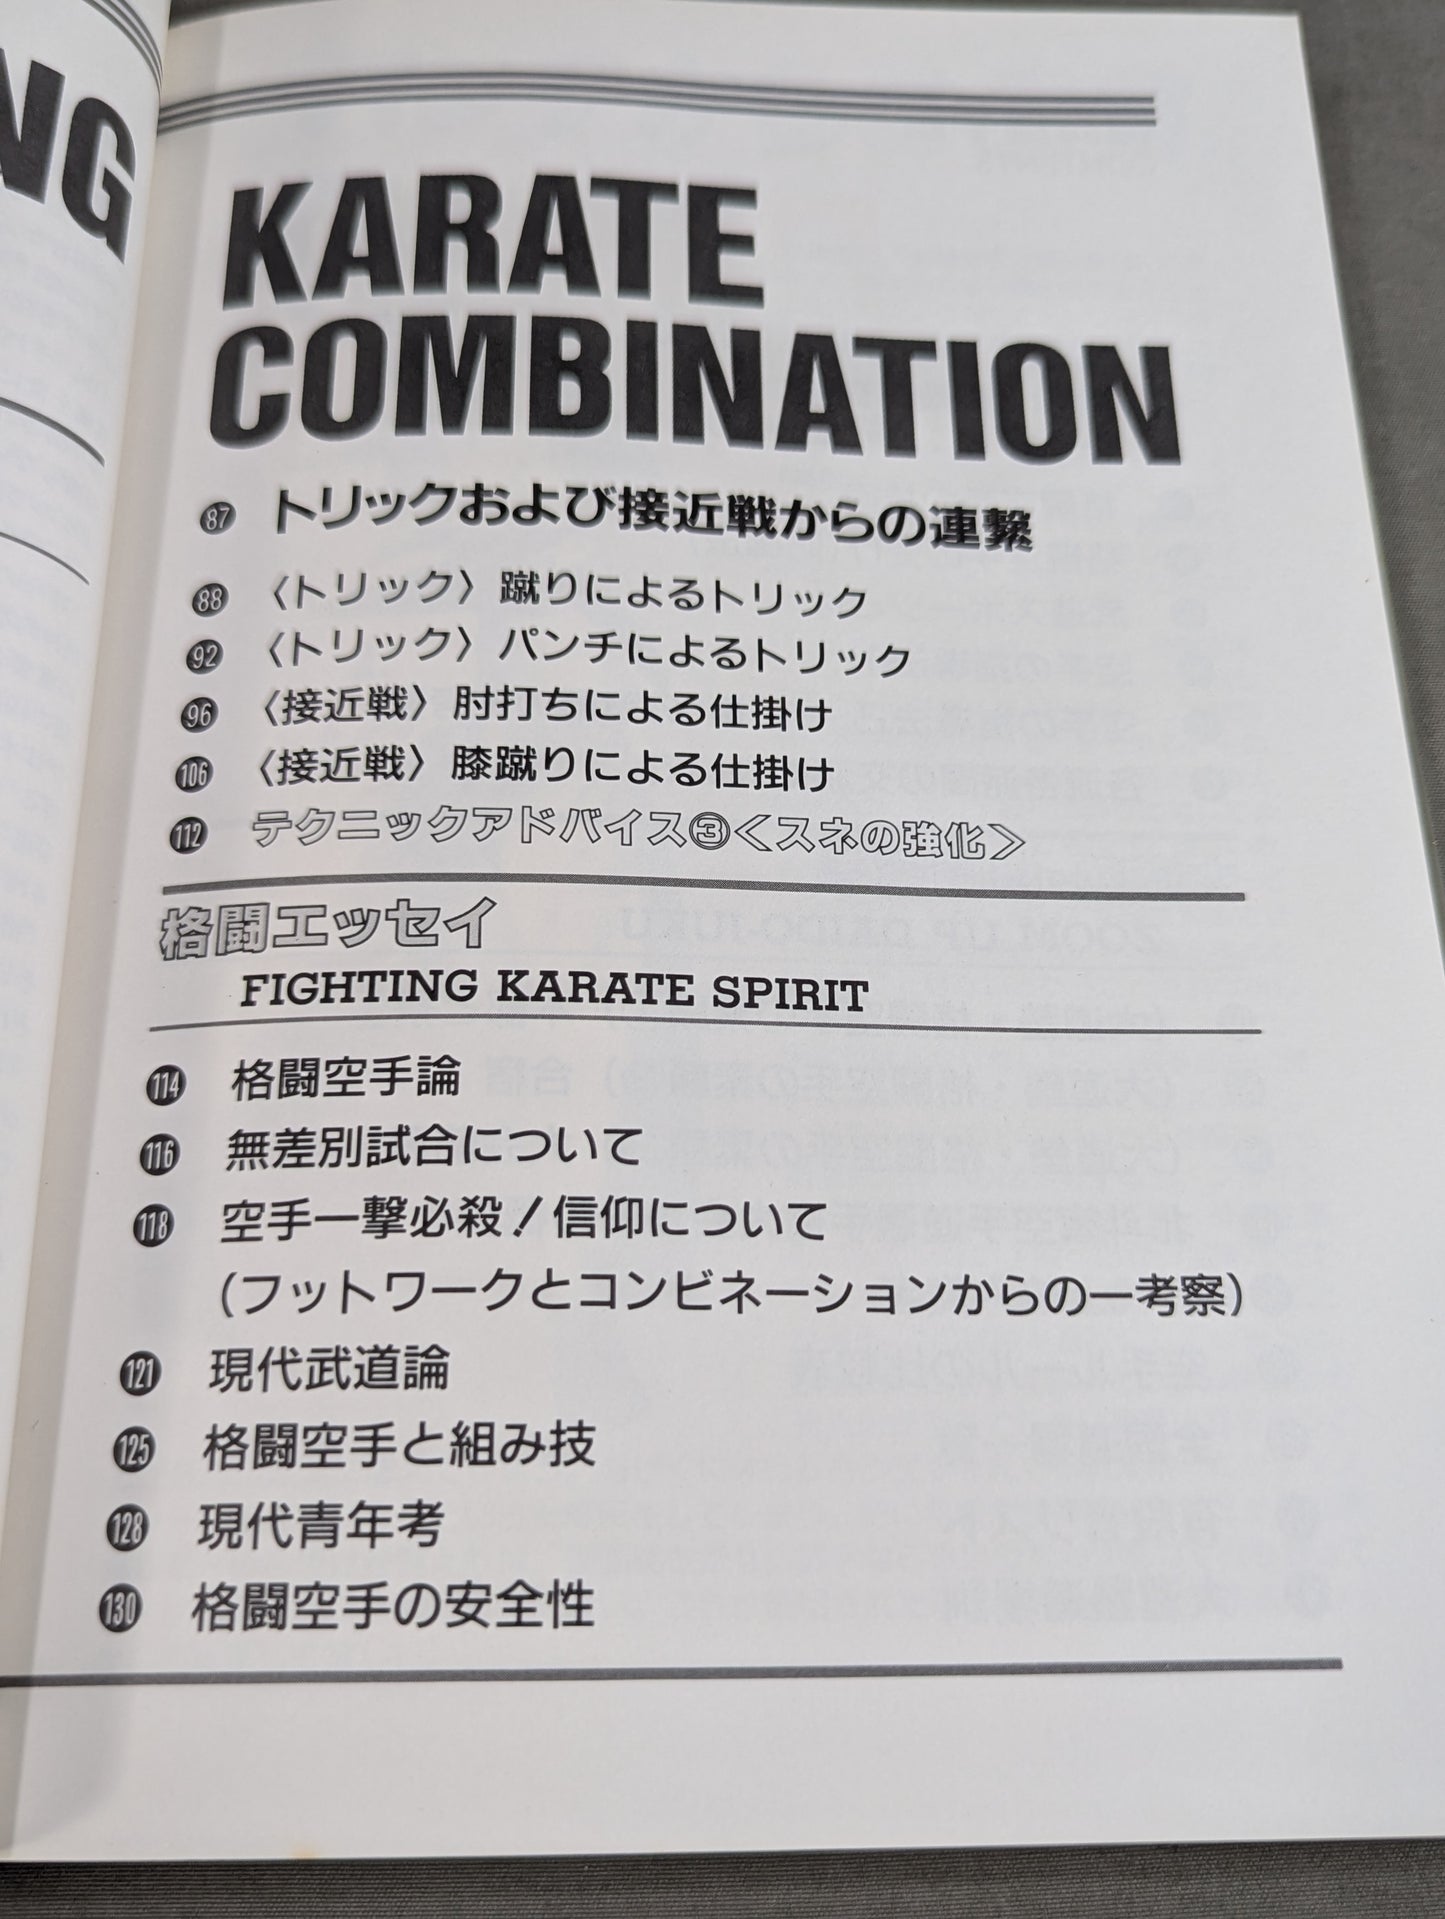 NG
KARATE
COMBINATION
87 トリックおよび接近戦からの連繋
88 〈トリック〉蹴りによるトリック
92 〈トリック〉パンチによるトリック
96 〈接近戦〉肘打ちによる仕掛け
106 〈接近戦〉膝蹴りによる仕掛け
112 テクニックアドバイス③＜スネの強化＞
格闘エッセイ
FIGHTING KARATE SPIRIT
114 格闘空手論
116 無差別試合について
118 空手一撃必殺！信仰について
（フットワークとコンビネーションからの一考察）
121 現代武道論
125 格闘空手と組み技
128 現代青年考
130 格闘空手の安全性